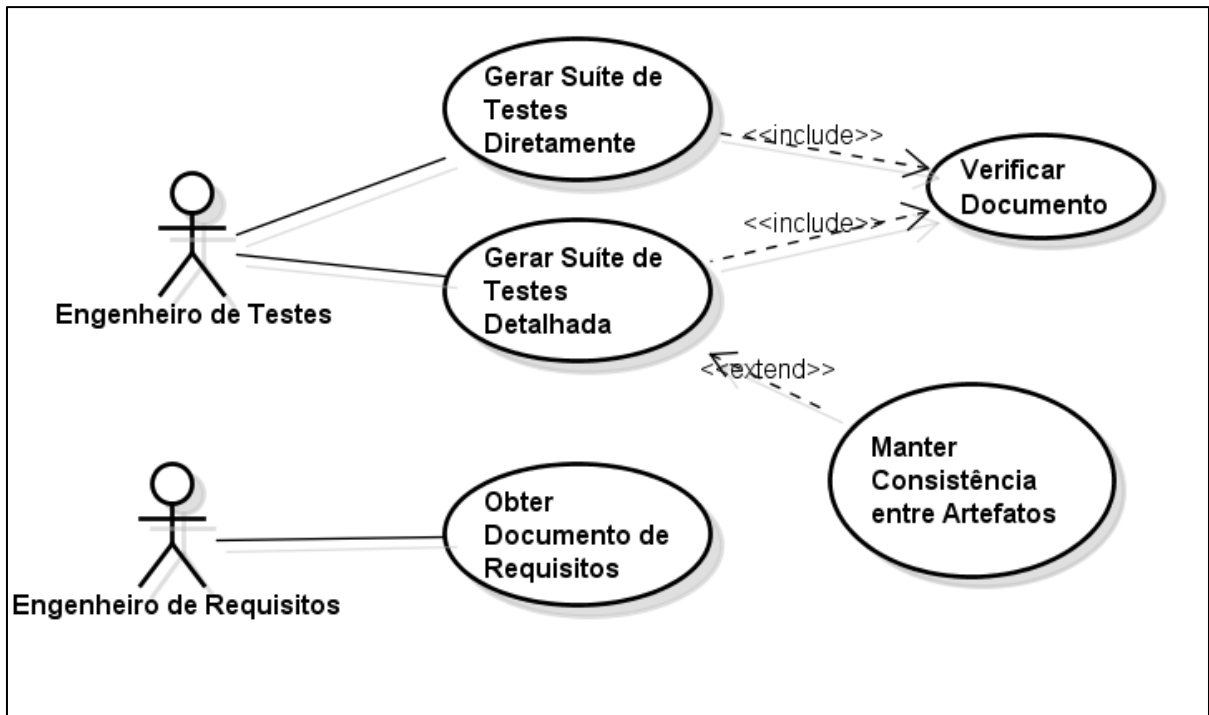 Gerar Suíte de
Testes
Diretamente
<<include>>
Verificar
Documento
<<include>>
Gerar Suíte de
Testes
Detalhada
Engenheiro de Testes
<<extend>>
Manter
Consistência
entre Artefatos
Obter
Documento de
Requisitos
Engenheiro de Requisitos